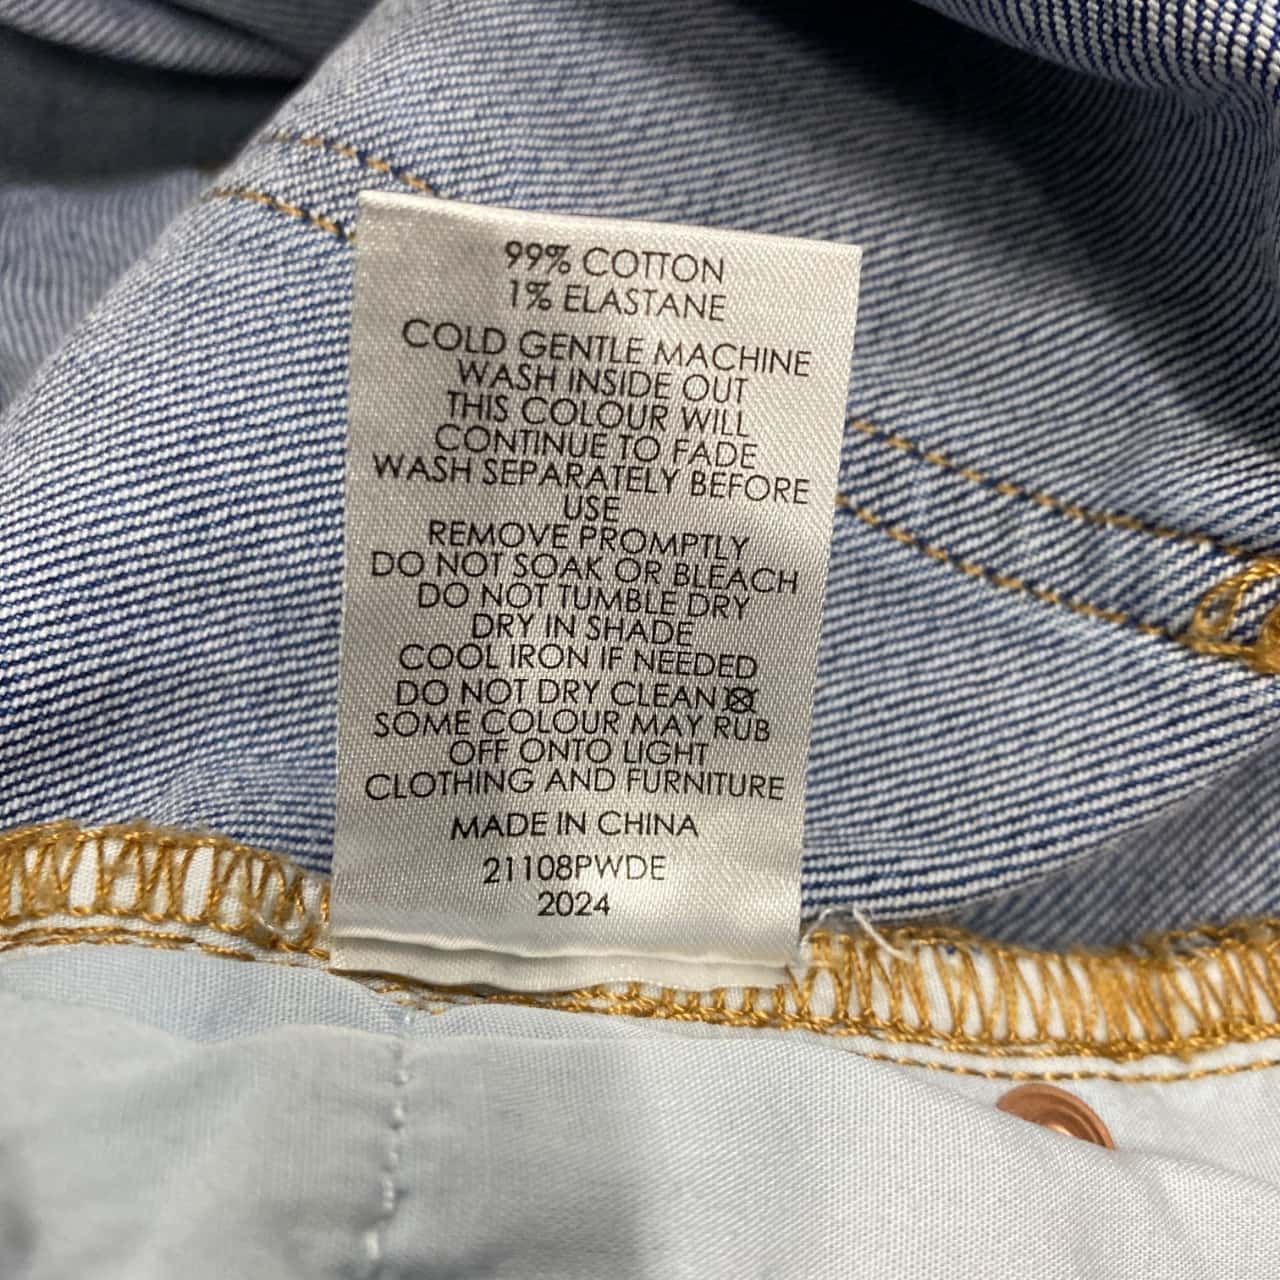 99% COTTON
1% ELASTANE
COLD GENTLE MACHINE
WASH INSIDE OUT
THIS COLOUR WILL
CONTINUE TO FADE
WASH SEPARATELY BEFORE
USE
REMOVE PROMPTLY
DO NOT SOAK OR BLEACH
DO NOT TUMBLE DRY
DRY IN SHADE
COOL IRON IF NEEDED
DO NOT DRY CLEAN
SOME COLOUR MAY RUB
OFF ONTO LIGHT
CLOTHING AND FURNITURE
MADE IN CHINA
21108PWDE
2024